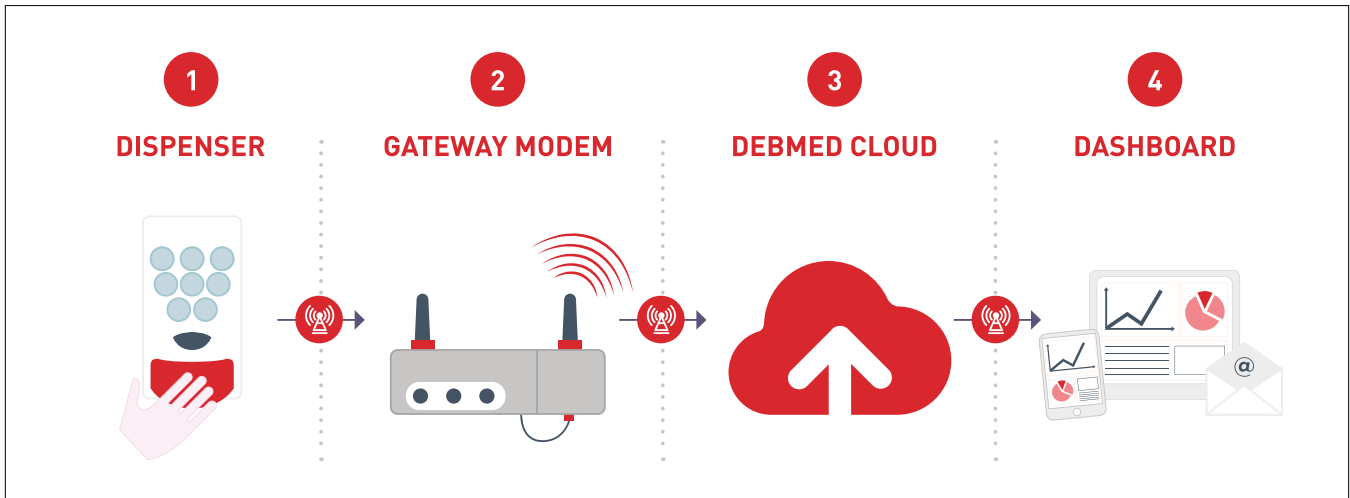 1
DISPENSER
2
GATEWAY MODEM
3
DEBMED CLOUD
4
DASHBOARD
@